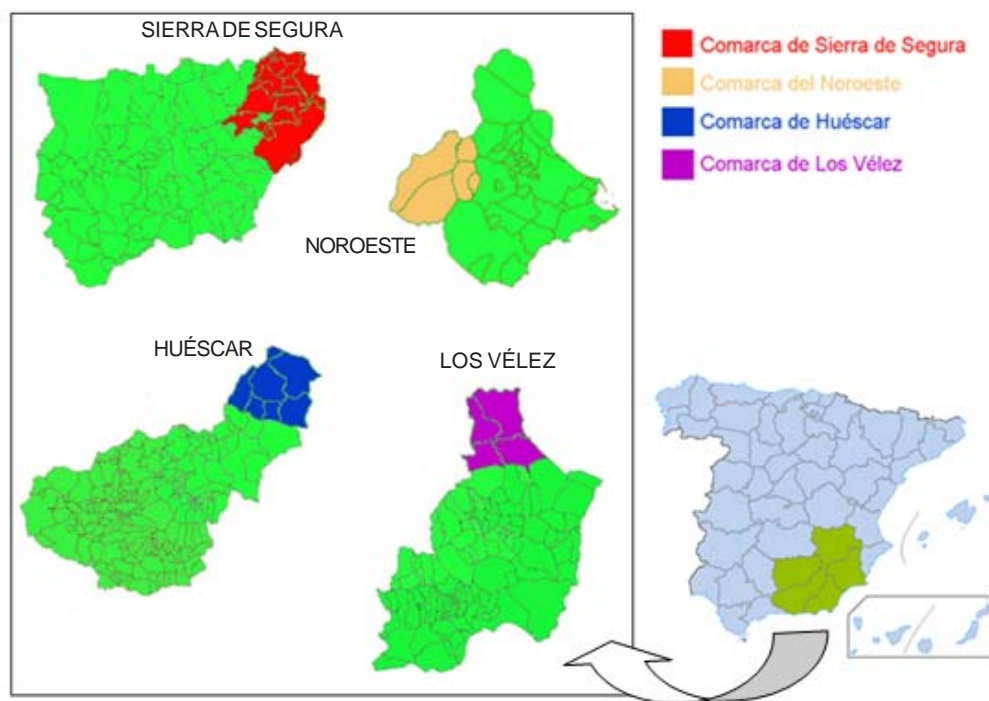 SIERRA DE SEGURA
NOROESTE
HUÉSCAR
LOS VÉLEZ
Comarca de Sierra de Segura
Comarca del Noroeste
Comarca de Huéscar
Comarca de Los Vélez